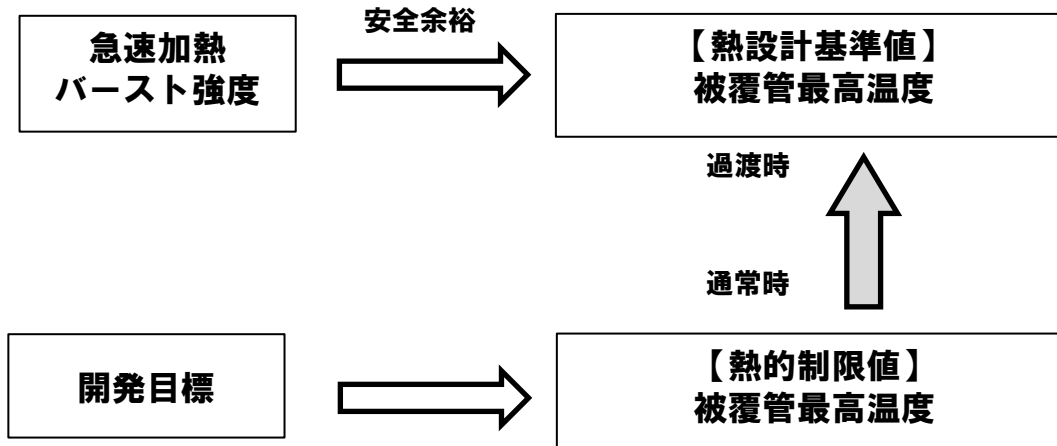 急速加熱
バースト強度
安全余裕
【熱設計基準値】
被覆管最高温度
過渡時
通常時
開発目標
【熱的制限値】
被覆管最高温度